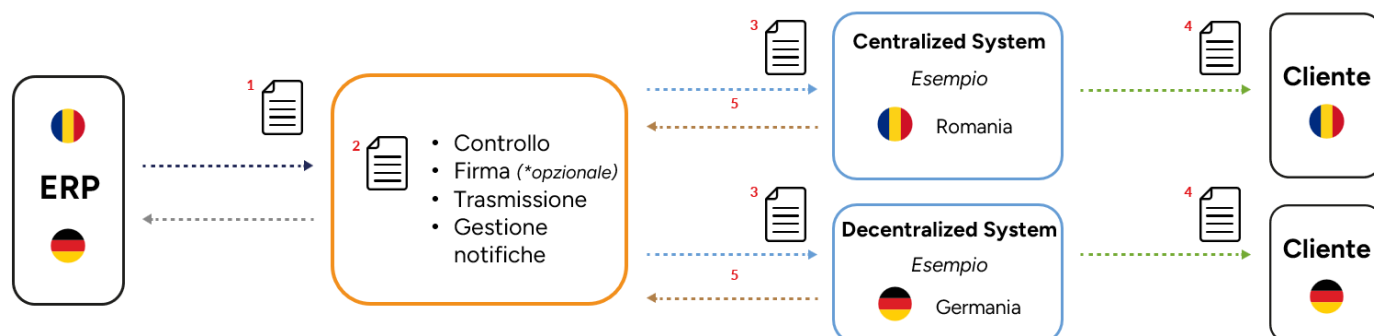 ERP
1
2
• Controllo
• Firma (*opzionale)
• Trasmissione
• Gestione
notifiche
3
5
Centralized System
Esempio
Romania
4
Cliente
3
5
Decentralized System
Esempio
Germania
4
Cliente